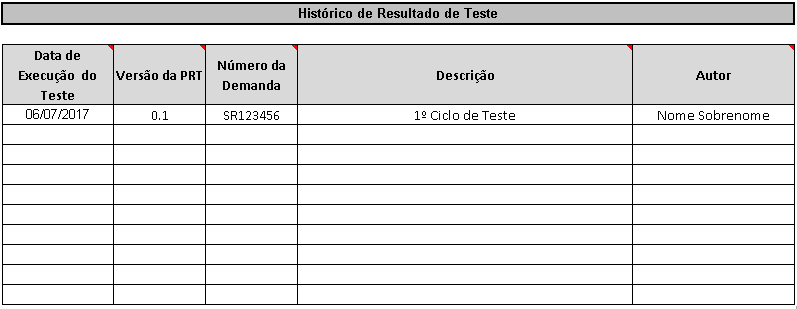 Histórico de Resultado de Teste
Data de
Execução do
Teste
Versão da PRT
Número da
Demanda
Descrição
Autor
06/07/2017
0.1
SR123456
1º Ciclo de Teste
Nome Sobrenome